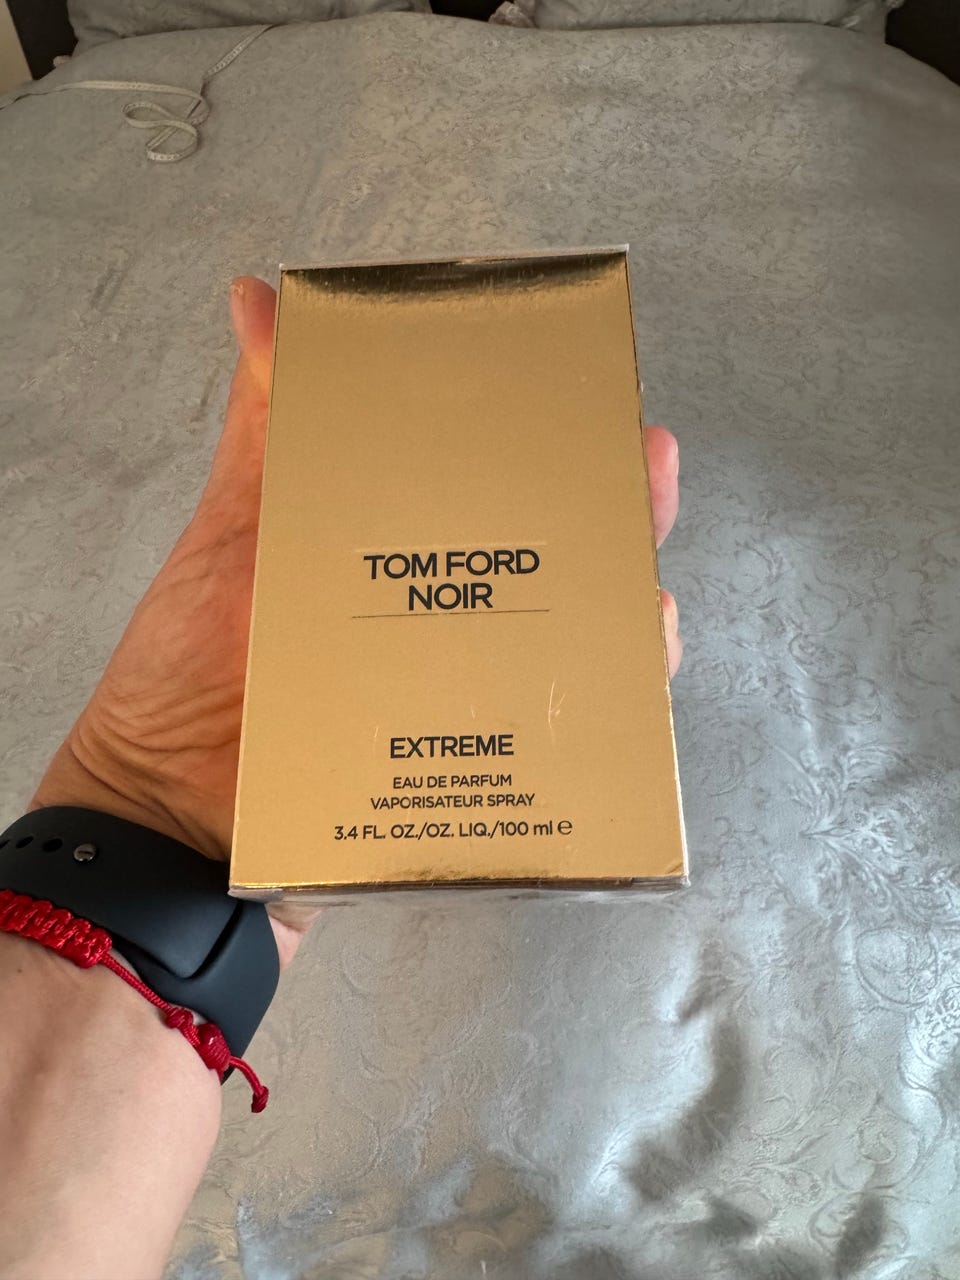 TOM FORD
NOIR
EXTREME
EAU DE PARFUM
VAPORISATEUR SPRAY
3.4 FL. OZ./OZ. LIQ./100 ml ℮